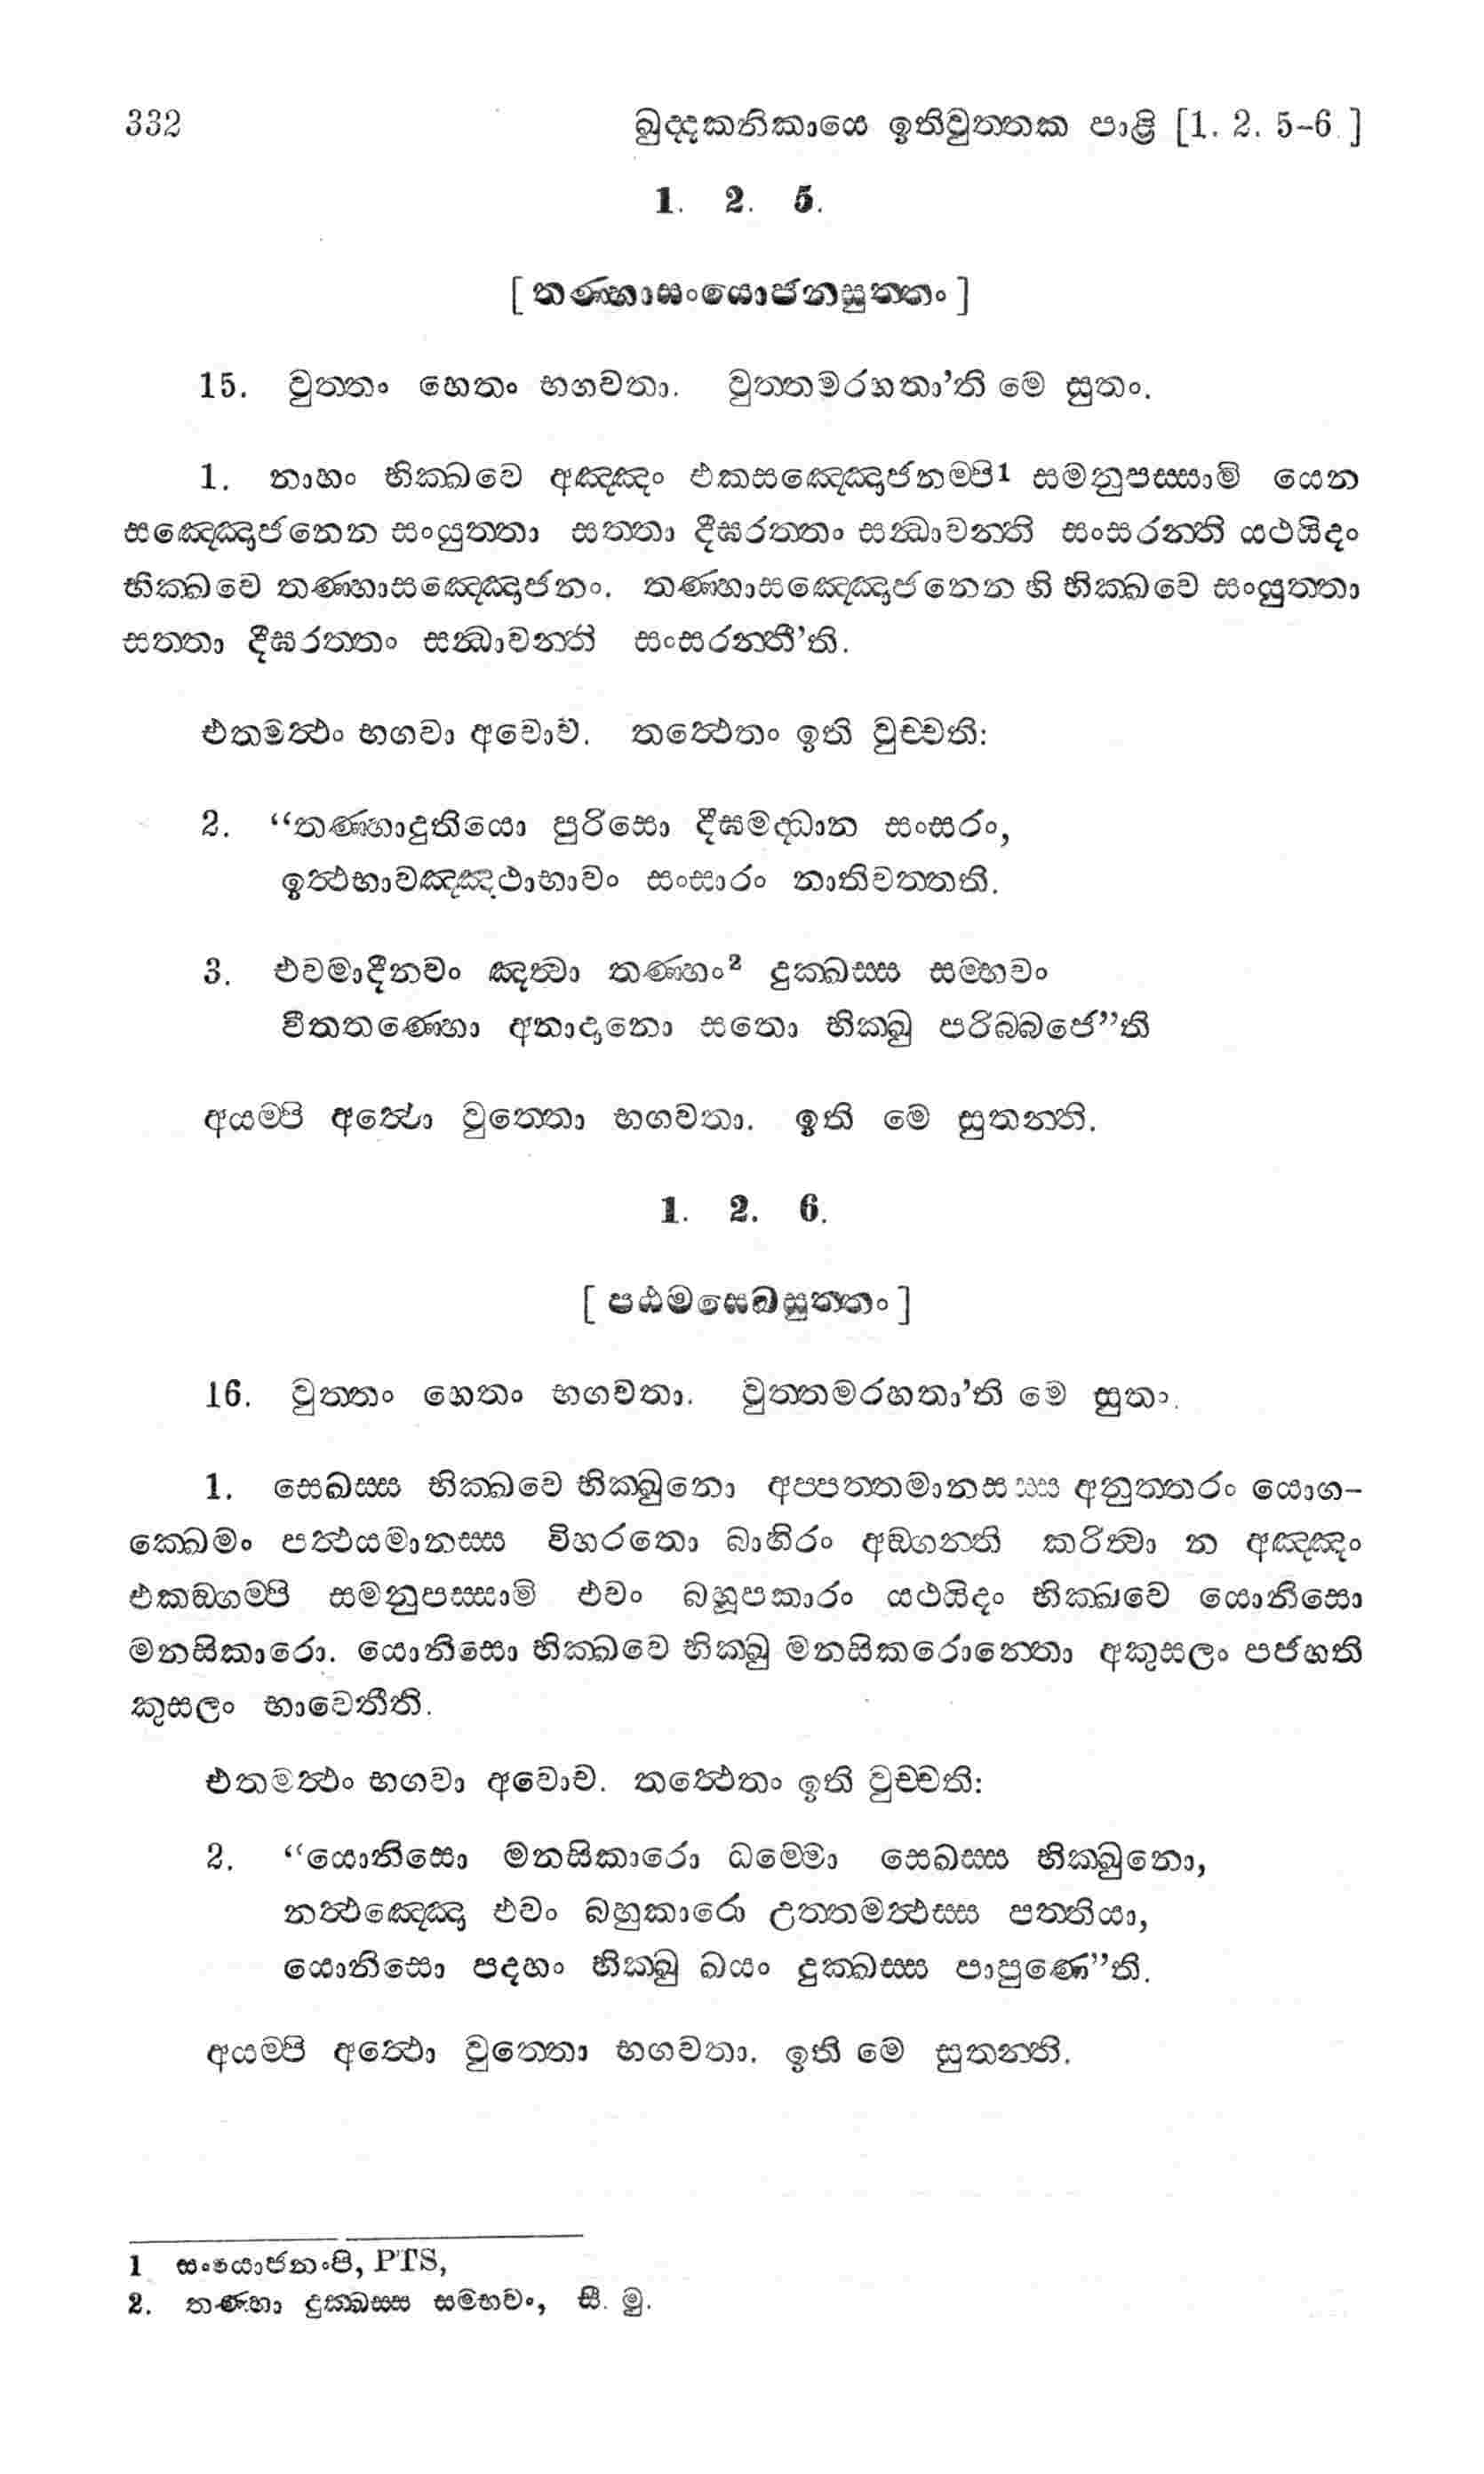 332 ඛුද්දකනිකායෙ ඉතිවුත්තක පාළි [1. 2. 5-6 ]
1. 2. 5.
[ තණ්හාසංයොජනසුත්තං ]
15. වුත්තං හෙතං භගවතා. වුත්තමරහතා’ති මෙ සුතං.
1. නාහං භික්ඛවෙ අඤ්ඤං එකසඤ්ඤොජනම්පි1 සමනුපස්සාමි යෙන
සඤ්ඤොජනෙන සංයුත්තා සත්තා දීඝරත්තං සන්ධාවන්ති සංසරන්ති යථයිදං
භික්ඛවෙ තණ්හාසඤ්ඤොජනං. තණ්හාසඤ්ඤොජනෙන හි භික්ඛවෙ සංයුත්තා
සත්තා දීඝරත්තං සන්ධාවන්ති සංසරන්තී’ති.
එතමත්ථං භගවා අවොච. තත්ථෙතං ඉති වුච්චති:
2. “තණ්හාදුතියො පුරිසො දීඝමද්ධාන සංසරං,
ඉත්ථභාවඤ්ඤථාභාවං සංසාරං නාතිවත්තති.
3. එවමාදීනවං ඤත්වා තණ්හං2 දුක්ඛස්ස සම්භවං
වීතතණ්හො අනාදානො සතො භික්ඛු පරිබ්බජෙ”ති
අයම්පි අත්ථො වුත්තො භගවතා. ඉති මෙ සුතන්ති.
1. 2. 6.
[ පඨමසෙඛසුත්තං ]
16. වුත්තං හෙතං භගවතා. වුත්තමරහතා’ති මෙ සුතං.
1. සෙඛස්ස භික්ඛවෙ භික්ඛුනො අප්පත්තමානසස්ස අනුත්තරං යොග-
ක්ඛෙමං පත්ථයමානස්ස විහරතො බාහිරං අඞ්ගන්ති කරිත්වා න අඤ්ඤං
එකඞ්ගම්පි සමනුපස්සාමි එවං බහූපකාරං යථයිදං භික්ඛවෙ යොනිසො
මනසිකාරො. යොනිසො භික්ඛවෙ භික්ඛු මනසිකරොන්තො අකුසලං පජහති
කුසලං භාවෙතීති.
එතමත්ථං භගවා අවොච. තත්ථෙතං ඉති වුච්චති:
2. “යොනිසො මනසිකාරො ධම්මො සෙඛස්ස භික්ඛුනො,
නත්ථඤ්ඤො එවං බහුකාරො උත්තමත්ථස්ස පත්තියා,
යොනිසො පදහං භික්ඛු ඛයං දුක්ඛස්ස පාපුණෙ”ති.
අයම්පි අත්ථො වුත්තො භගවතා. ඉති මෙ සුතන්ති.
1 සංයොජනංපි, PTS,
2. තණ්හා දුක්ඛස්ස සම්භවං, සී. මු.